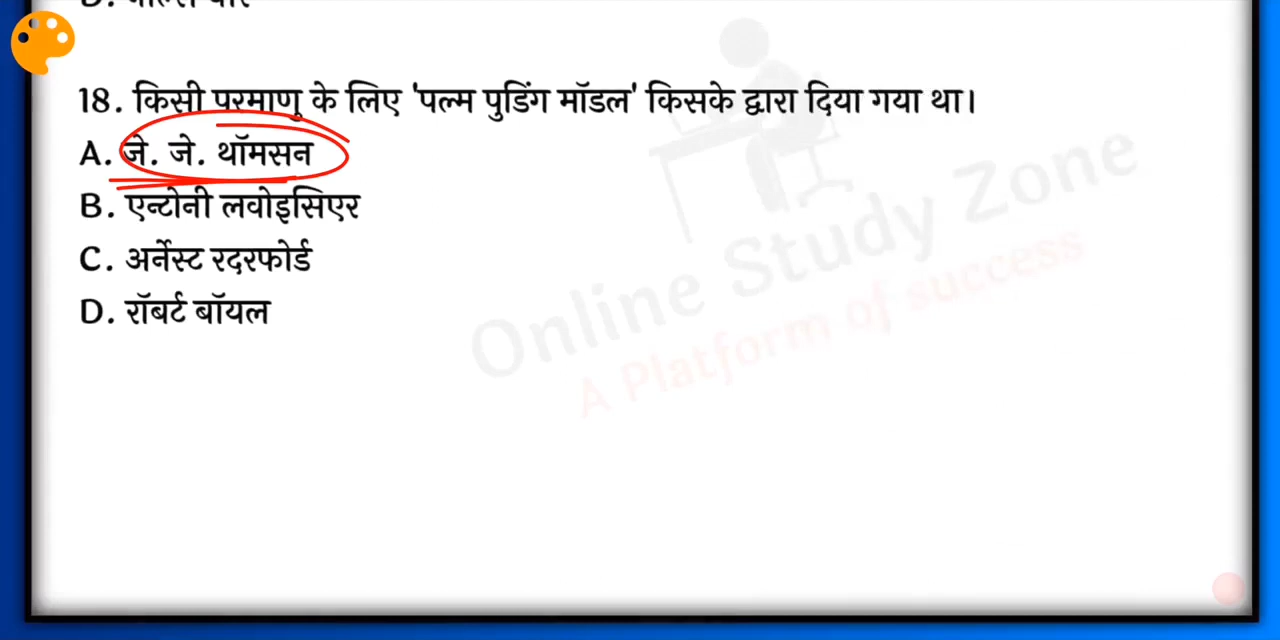 18. किसी परमाणु के लिए 'पल्म पुडिंग मॉडल' किसके द्वारा दिया गया था।
A. जे. जे. थॉमसन
B. एन्टोनी लवोइसिएर
C. अर्नेस्ट रदरफोर्ड
D. रॉबर्ट बॉयल
Online Study Zone
A Platform of success